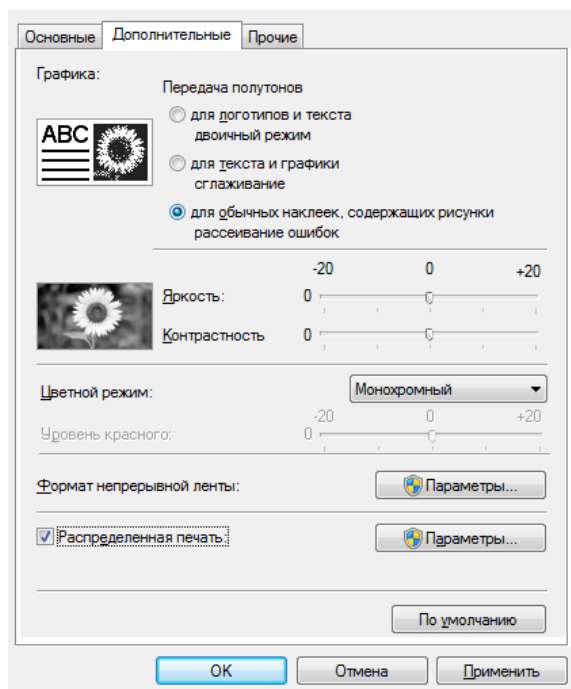 Основные Дополнительные Прочие
Графика:
Передача полутонов
для логотипов и текста
двоичный режим
ABC
для текста и графики
сглаживание
для обычных наклеек, содержащих рисунки
рассеивание ошибок
-20 0 +20
Яркость: 0
Контрастность 0
Цветной режим: Монохромный
-20 0 +20
Уровень красного: 0
Формат непрерывной ленты: Параметры...
Распределенная печать: Параметры...
По умолчанию
OK Отмена Применить